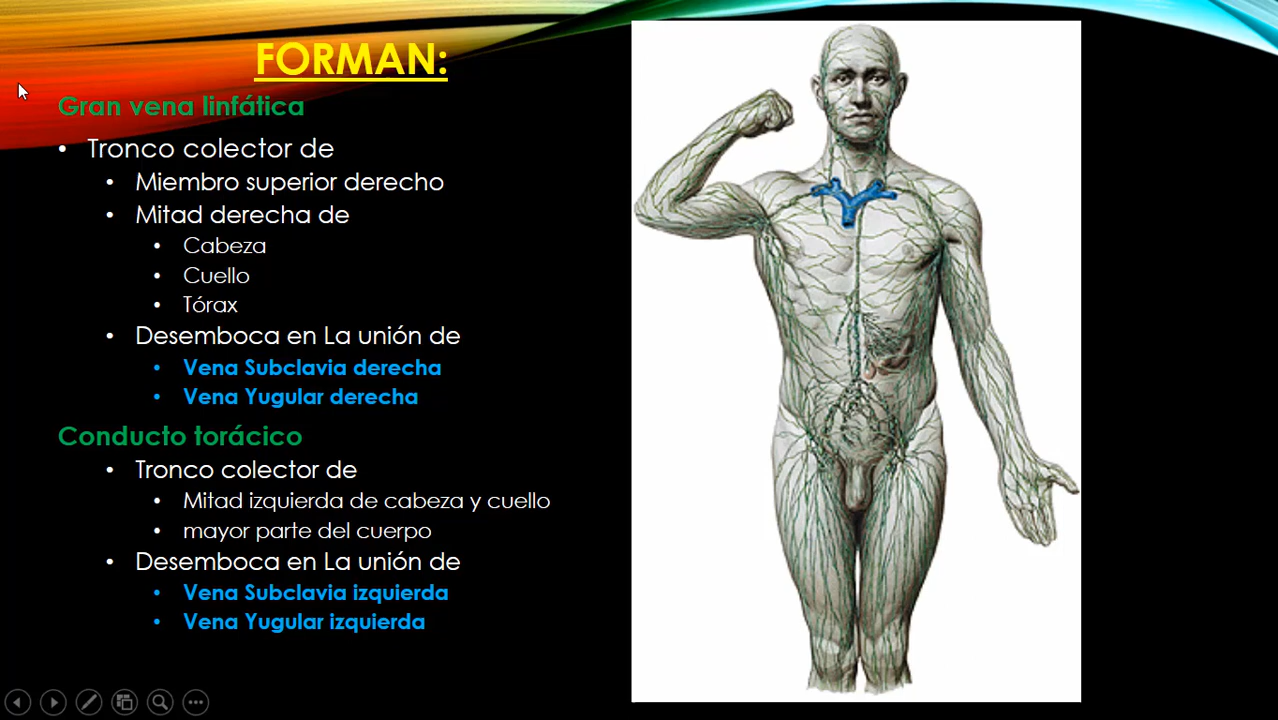 FORMAN:
Gran vena linfática
• Tronco colector de
• Miembro superior derecho
• Mitad derecha de
• Cabeza
• Cuello
• Tórax
• Desemboca en La unión de
• Vena Subclavia derecha
• Vena Yugular derecha
Conducto torácico
• Tronco colector de
• Mitad izquierda de cabeza y cuello
• mayor parte del cuerpo
• Desemboca en La unión de
• Vena Subclavia izquierda
• Vena Yugular izquierda